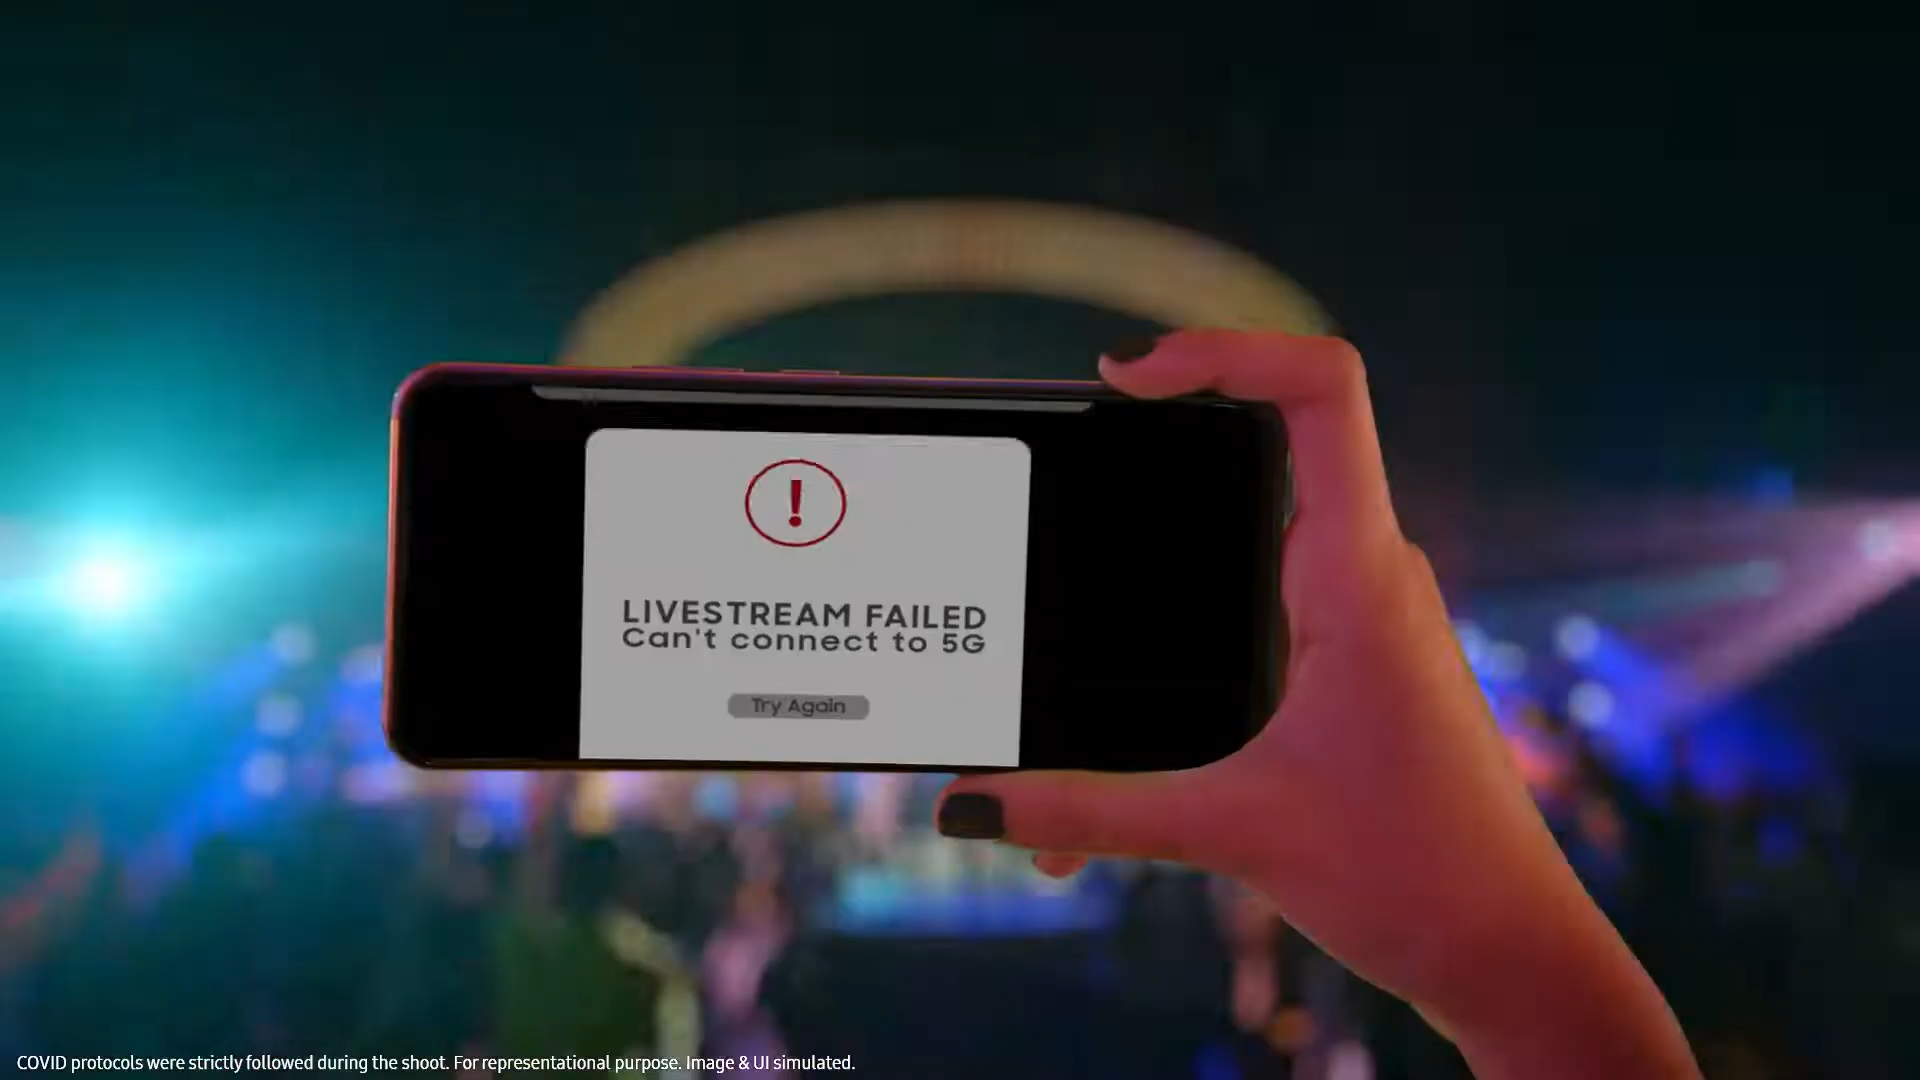 !
LIVESTREAM FAILED
Can't connect to 5G
Try Again
COVID protocols were strictly followed during the shoot. For representational purpose. Image & UI simulated.